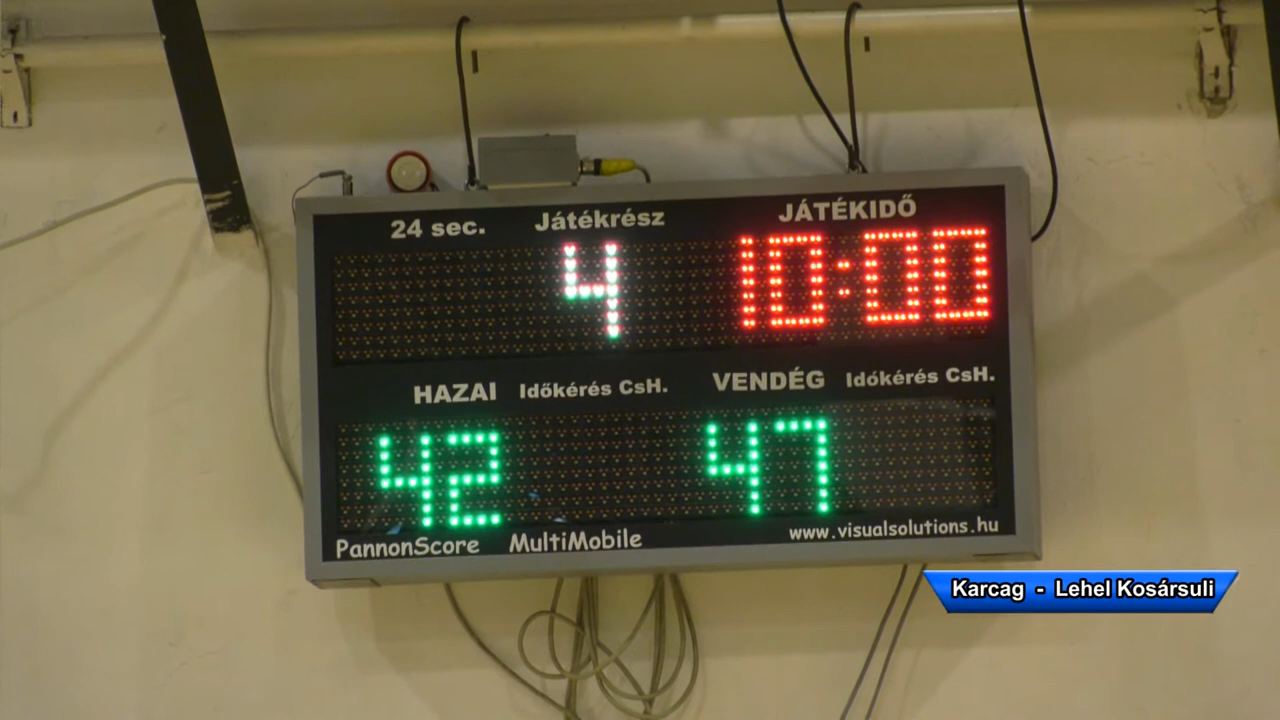 24 sec. Játékrész JÁTÉKIDŐ
4 10:00
HAZAI Időkérés CsH. VENDÉG Idókérés CsH.
42 47
PannonScore MultiMobile www.visualsolutions.hu
Karcag - Lehel Kosársuli